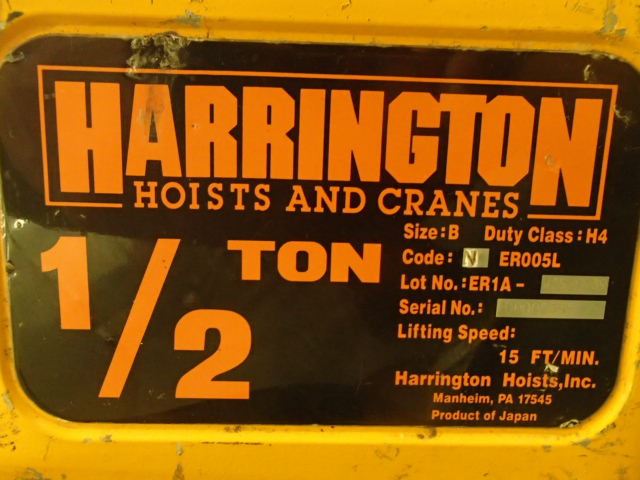 HARRINGTON
HOISTS AND CRANES
1/2 TON
Size:B Duty Class:H4
Code: N ER005L
Lot No.:ER1A-
Serial No.:
Lifting Speed:
15 FT/MIN.
Harrington Hoists,Inc.
Manheim, PA 17545
Product of Japan